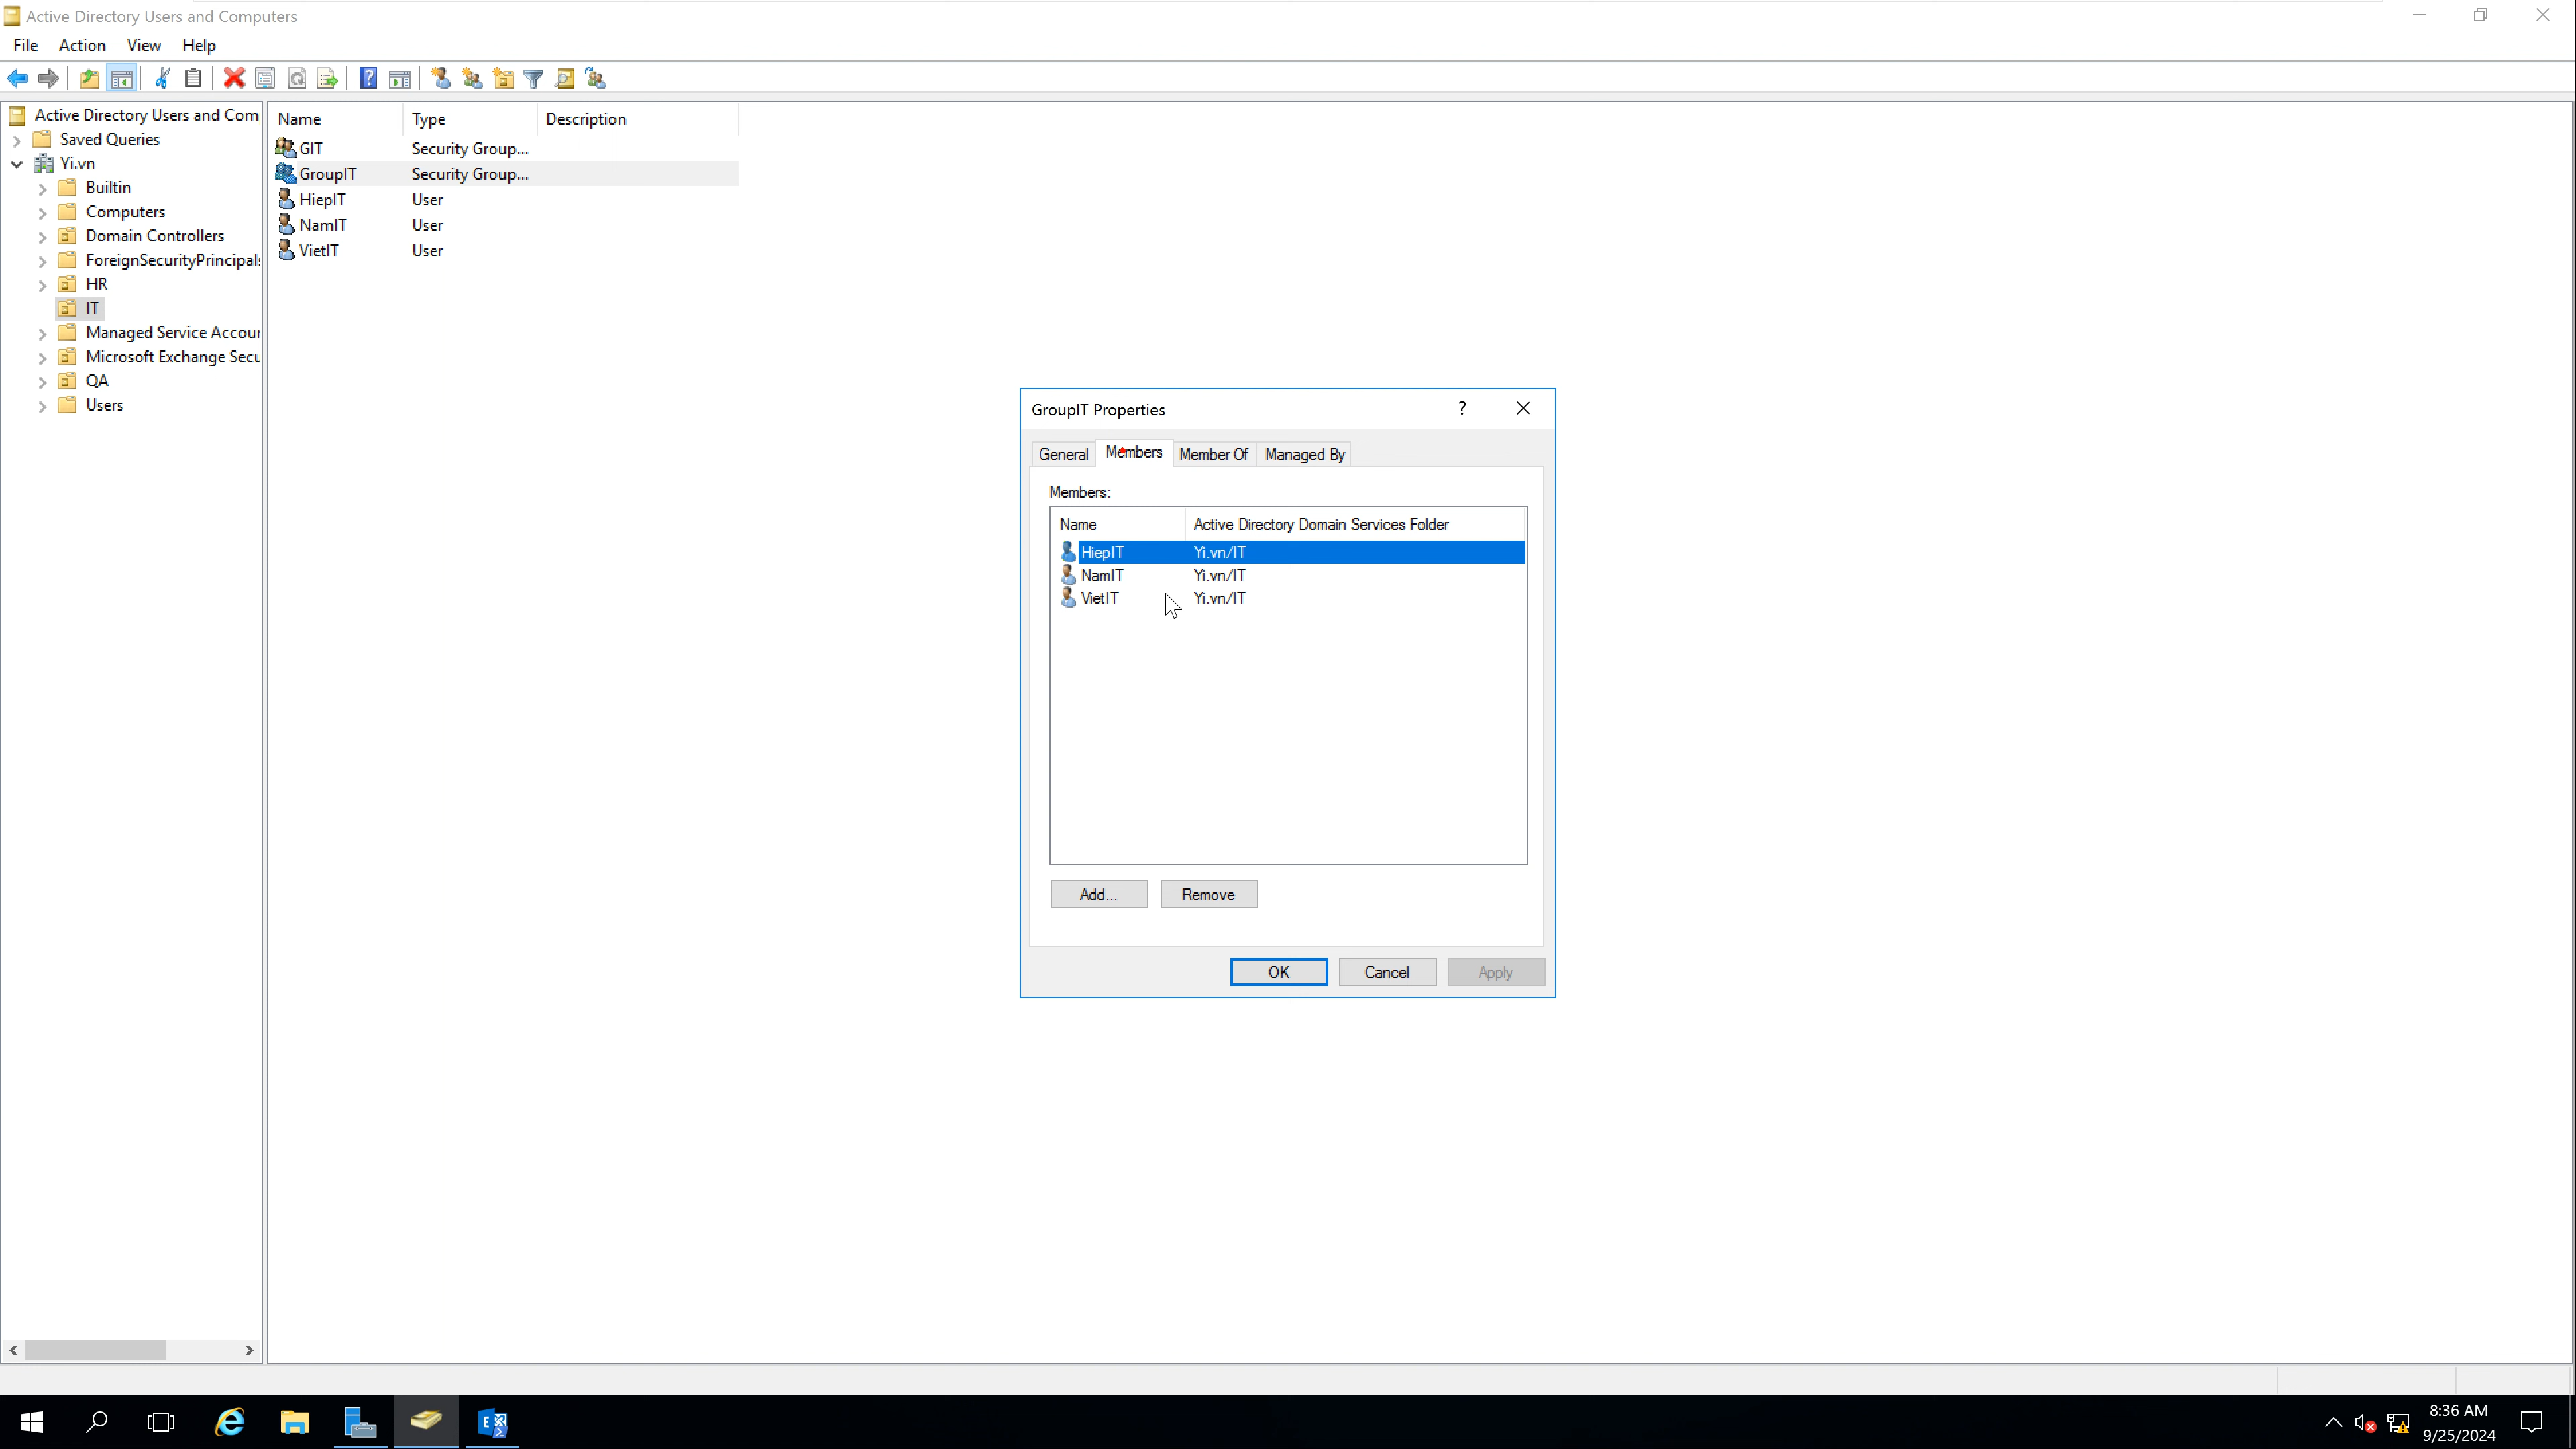 Active Directory Users and Computers
File Action View Help
Active Directory Users and Com
Saved Queries
Yi.vn
Builtin
Computers
Domain Controllers
ForeignSecurityPrincipals
HR
IT
Managed Service Accour
Microsoft Exchange Secu
QA
Users
Name Type Description
GIT Security Group...
GroupIT Security Group...
HiepIT User
NamIT User
VietIT User
GroupIT Properties
General Members Member Of Managed By
Members:
Name Active Directory Domain Services Folder
HiepIT Yi.vn/IT
NamIT Yi.vn/IT
VietIT Yi.vn/IT
Add... Remove
OK Cancel Apply
8:36 AM
9/25/2024